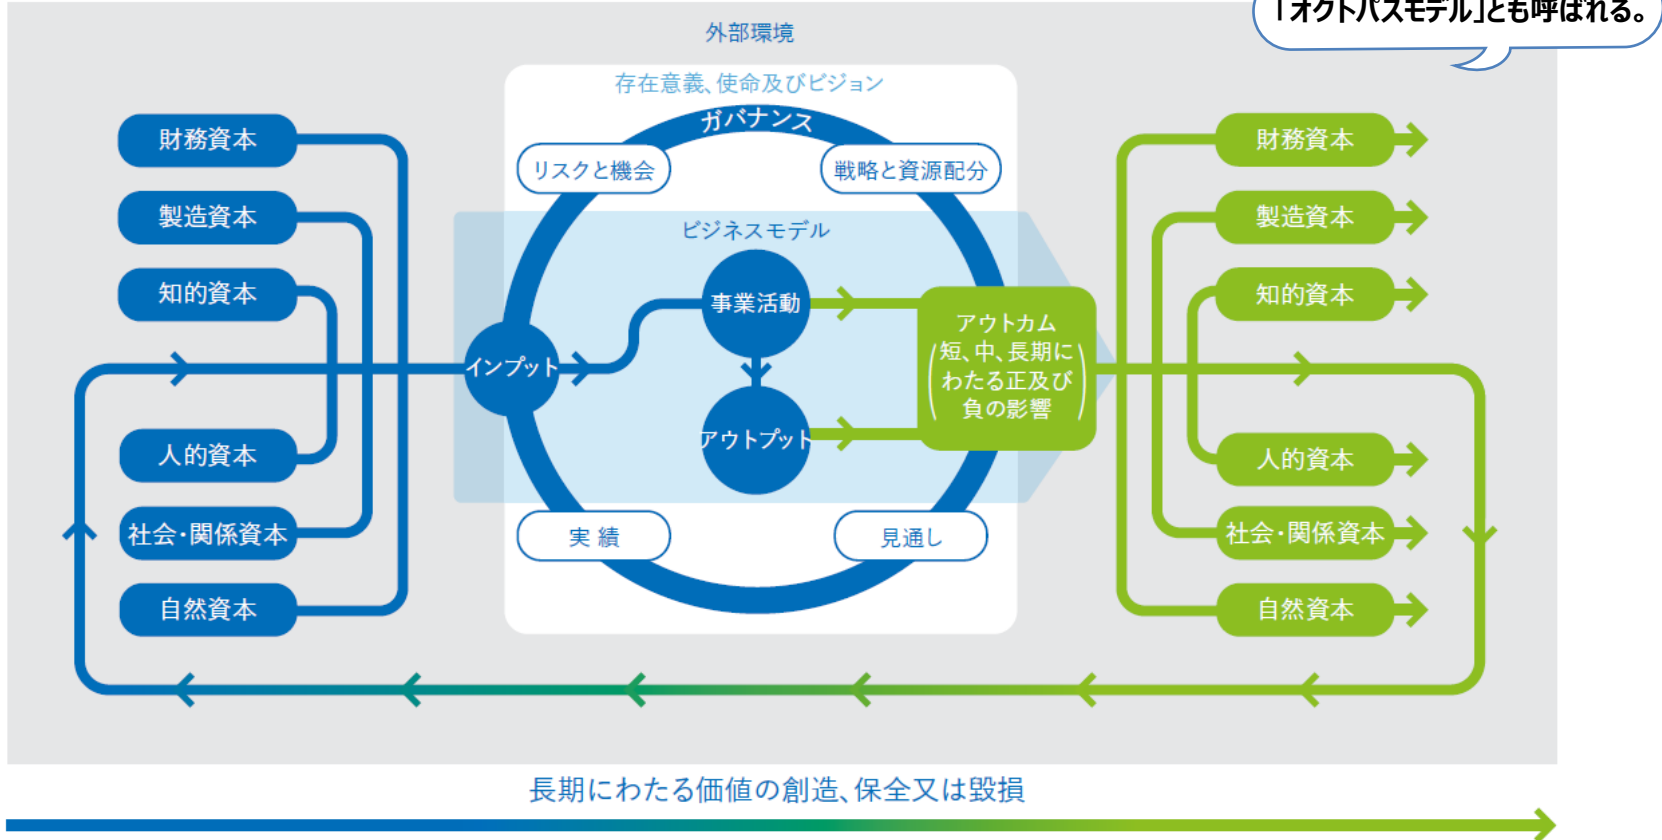 「オクトパスモデル」とも呼ばれる。
外部環境
存在意義、使命及びビジョン
ガバナンス
リスクと機会
戦略と資源配分
財務資本
製造資本
知的資本
人的資本
社会・関係資本
自然資本
ビジネスモデル
インプット
事業活動
アウトプット
アウトカム
(短、中、長期に
わたる正及び
負の影響)
実 績
見通し
財務資本
製造資本
知的資本
人的資本
社会・関係資本
自然資本
長期にわたる価値の創造、保全又は毀損